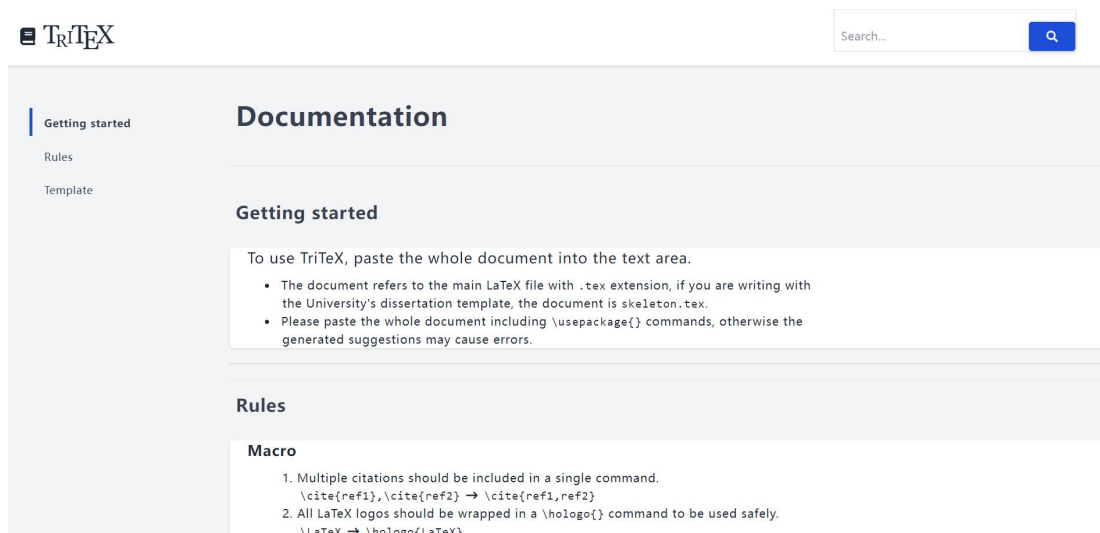 TRITEX
Search...
Getting started
Rules
Template
Documentation
Getting started
To use TriTeX, paste the whole document into the text area.
• The document refers to the main LaTeX file with .tex extension, if you are writing with
the University's dissertation template, the document is skeleton.tex.
• Please paste the whole document including \usepackage{} commands, otherwise the
generated suggestions may cause errors.
Rules
Macro
1. Multiple citations should be included in a single command.
\cite{ref1},\cite{ref2} → \cite{ref1,ref2}
2. All LaTeX logos should be wrapped in a \hologo{} command to be used safely.
\LaTeX → \hologo{LaTeX}